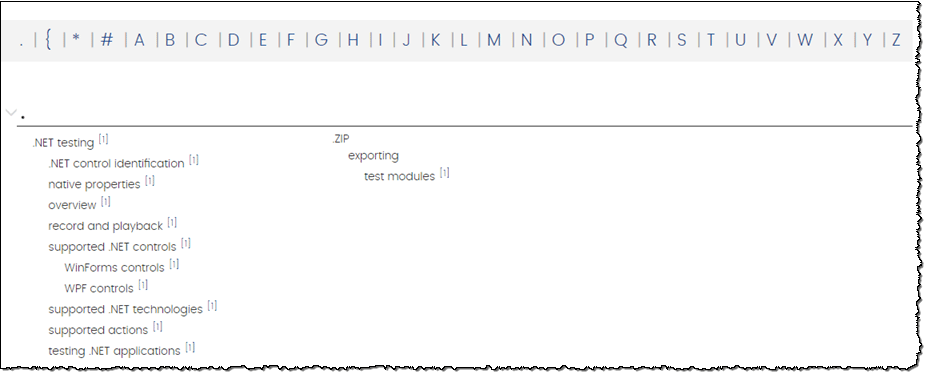 . | { | * | # | A | B | C | D | E | F | G | H | I | J | K | L | M | N | O | P | Q | R | S | T | U | V | W | X | Y | Z
.
.NET testing [1]
.NET control identification [1]
native properties [1]
overview [1]
record and playback [1]
supported .NET controls [1]
WinForms controls [1]
WPF controls [1]
supported .NET technologies [1]
supported actions [1]
testing .NET applications [1]
.ZIP
exporting
test modules [1]